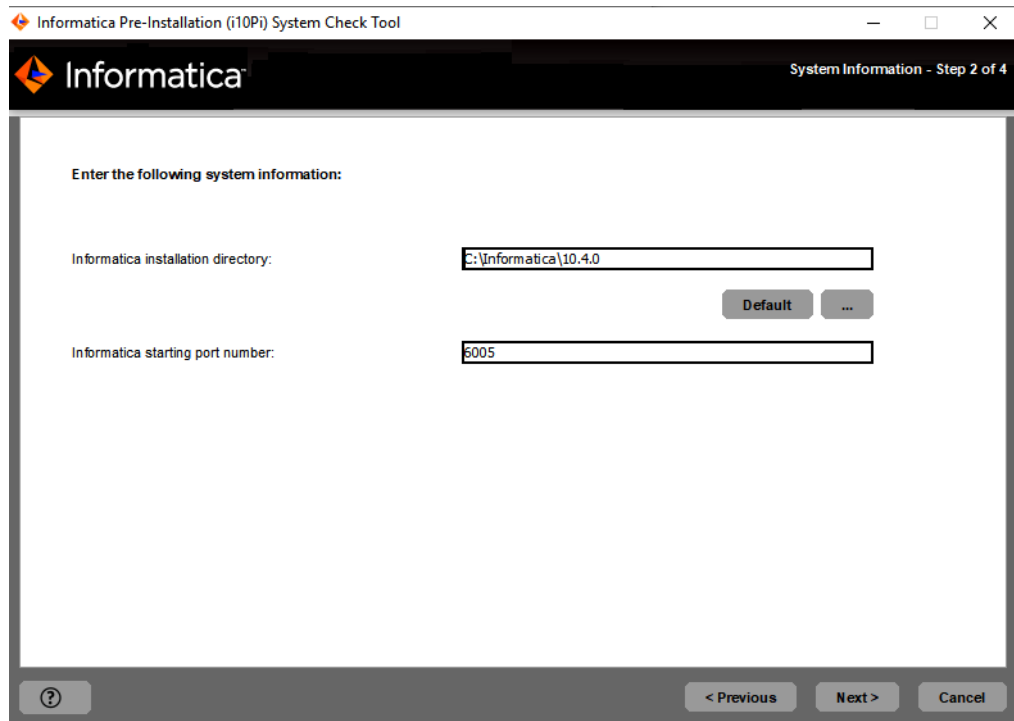 Informatica Pre-Installation (i10Pi) System Check Tool
Informatica
System Information - Step 2 of 4
Enter the following system information:
Informatica installation directory:
C:\Informatica\10.4.0
Default
...
Informatica starting port number:
6005
?
< Previous
Next >
Cancel